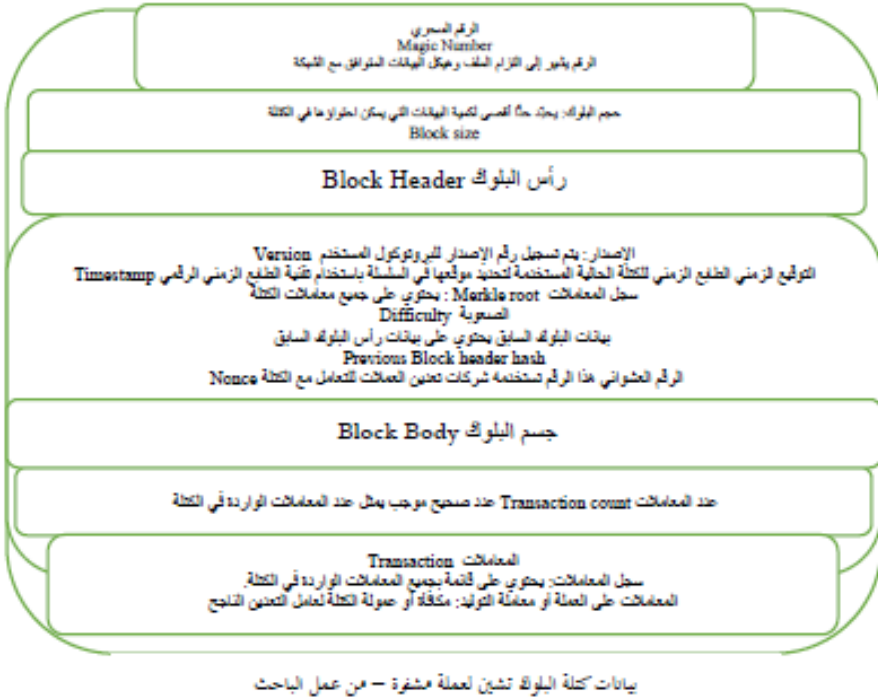 الرقم السحري
Magic Number
الرقم يشير إلى التزام الملف وهيكل البيانات المتوافق مع الشبكة
حجم البلوك: يحدّد حدًّا أقصى لكمية البيانات التي يمكن احتواؤها في الكتلة
Block size
رأس البلوك Block Header
الإصدار: يتم تسجيل رقم الإصدار للبروتوكول المستخدم Version
التوقيع الزمني الطابع الزمني للكتلة الحالية المستخدمة لتحديد موقعها في السلسلة باستخدام تقنية الطابع الزمني الرقمي Timestamp
سجل المعاملات Merkle root : يحتوي على جميع معاملات الكتلة
الصعوبة Difficulty
بيانات البلوك السابق يحتوي على بيانات رأس البلوك السابق
Previous Block header hash
الرقم العشوائي هذا الرقم تستخدمه شركات تعدين العملات للتعامل مع الكتلة Nonce
جسم البلوك Block Body
عدد المعاملات Transaction count عدد صحيح موجب يمثل عدد المعاملات الواردة في الكتلة
المعاملات Transaction
سجل المعاملات: يحتوي على قائمة بجميع المعاملات الواردة في الكتلة.
المعاملات على العملة أو معاملة التوليد: مكافأة أو عمولة الكتلة لعامل التعدين الناجح
بيانات كتلة البلوك تشين لعملة مشفرة – من عمل الباحث